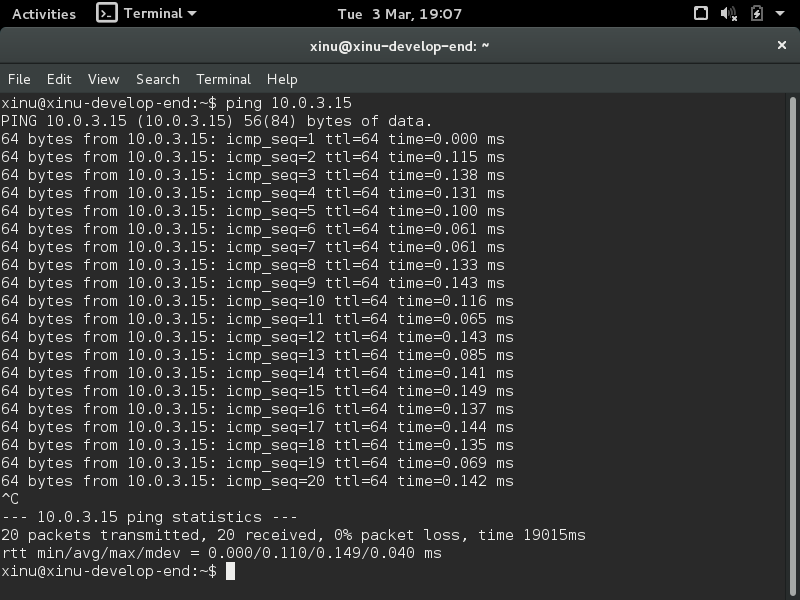 Activities Terminal Tue 3 Mar, 19:07
xinu@xinu-develop-end: ~
File Edit View Search Terminal Help
xinu@xinu-develop-end:~$ ping 10.0.3.15
PING 10.0.3.15 (10.0.3.15) 56(84) bytes of data.
64 bytes from 10.0.3.15: icmp_seq=1 ttl=64 time=0.000 ms
64 bytes from 10.0.3.15: icmp_seq=2 ttl=64 time=0.115 ms
64 bytes from 10.0.3.15: icmp_seq=3 ttl=64 time=0.138 ms
64 bytes from 10.0.3.15: icmp_seq=4 ttl=64 time=0.131 ms
64 bytes from 10.0.3.15: icmp_seq=5 ttl=64 time=0.100 ms
64 bytes from 10.0.3.15: icmp_seq=6 ttl=64 time=0.061 ms
64 bytes from 10.0.3.15: icmp_seq=7 ttl=64 time=0.061 ms
64 bytes from 10.0.3.15: icmp_seq=8 ttl=64 time=0.133 ms
64 bytes from 10.0.3.15: icmp_seq=9 ttl=64 time=0.143 ms
64 bytes from 10.0.3.15: icmp_seq=10 ttl=64 time=0.116 ms
64 bytes from 10.0.3.15: icmp_seq=11 ttl=64 time=0.065 ms
64 bytes from 10.0.3.15: icmp_seq=12 ttl=64 time=0.143 ms
64 bytes from 10.0.3.15: icmp_seq=13 ttl=64 time=0.085 ms
64 bytes from 10.0.3.15: icmp_seq=14 ttl=64 time=0.141 ms
64 bytes from 10.0.3.15: icmp_seq=15 ttl=64 time=0.149 ms
64 bytes from 10.0.3.15: icmp_seq=16 ttl=64 time=0.137 ms
64 bytes from 10.0.3.15: icmp_seq=17 ttl=64 time=0.144 ms
64 bytes from 10.0.3.15: icmp_seq=18 ttl=64 time=0.135 ms
64 bytes from 10.0.3.15: icmp_seq=19 ttl=64 time=0.069 ms
64 bytes from 10.0.3.15: icmp_seq=20 ttl=64 time=0.142 ms
^C
--- 10.0.3.15 ping statistics ---
20 packets transmitted, 20 received, 0% packet loss, time 19015ms
rtt min/avg/max/mdev = 0.000/0.110/0.149/0.040 ms
xinu@xinu-develop-end:~$